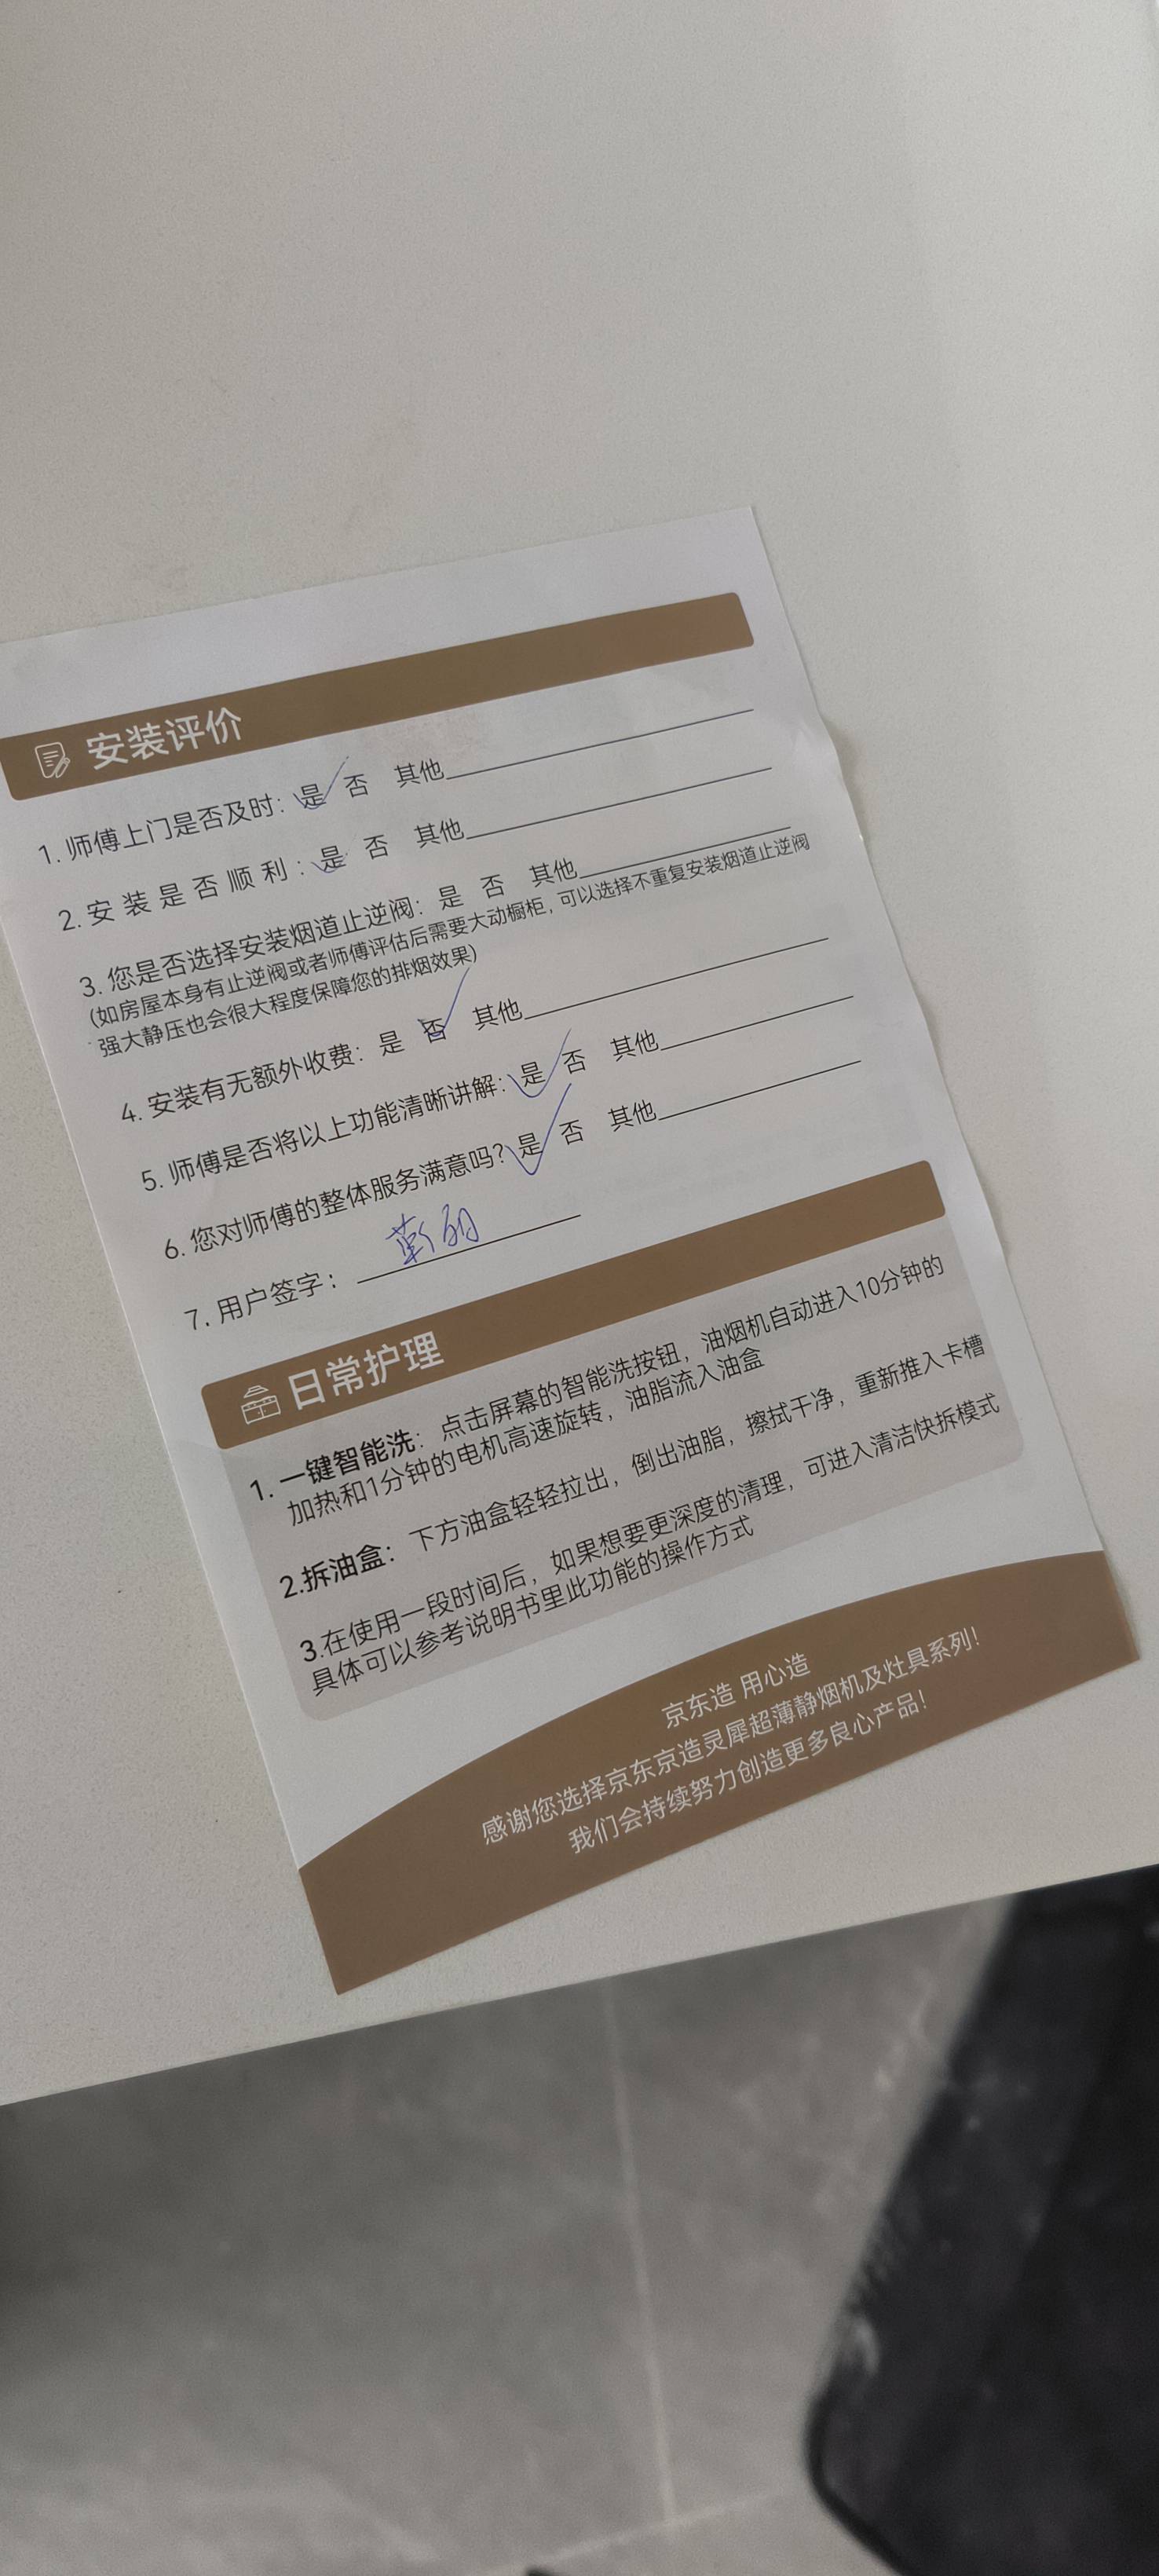 安装评价
1. 师傅上门是否及时：是 否 其他
2. 安装是否顺利：是 否 其他
3. 您是否选择安装烟道止逆阀：是 否 其他
(如房屋本身有止逆阀或者师傅评估后需要大动橱柜，可以选择不重复安装烟道止逆阀
强大静压也会很大程度保障您的排烟效果)
4. 安装有无额外收费：是 否 其他
5. 师傅是否将以上功能清晰讲解：是 否 其他
6. 您对师傅的整体服务满意吗？是 否 其他
7. 用户签字：
日常护理
1. 一键智能洗：点击屏幕的智能洗按钮，油烟机自动进入10分钟的
加热和1分钟的电机高速旋转，油脂流入油盒
2.拆油盒：下方油盒轻轻拉出，倒出油脂，擦拭干净，重新推入卡槽
3.在使用一段时间后，如果想要更深度的清理，可进入清洁快拆模式
具体可以参考说明书里此功能的操作方式
京东造 用心造
感谢您选择京东京造灵犀超薄静烟机及灶具系列！
我们会持续努力创造更多良心产品！